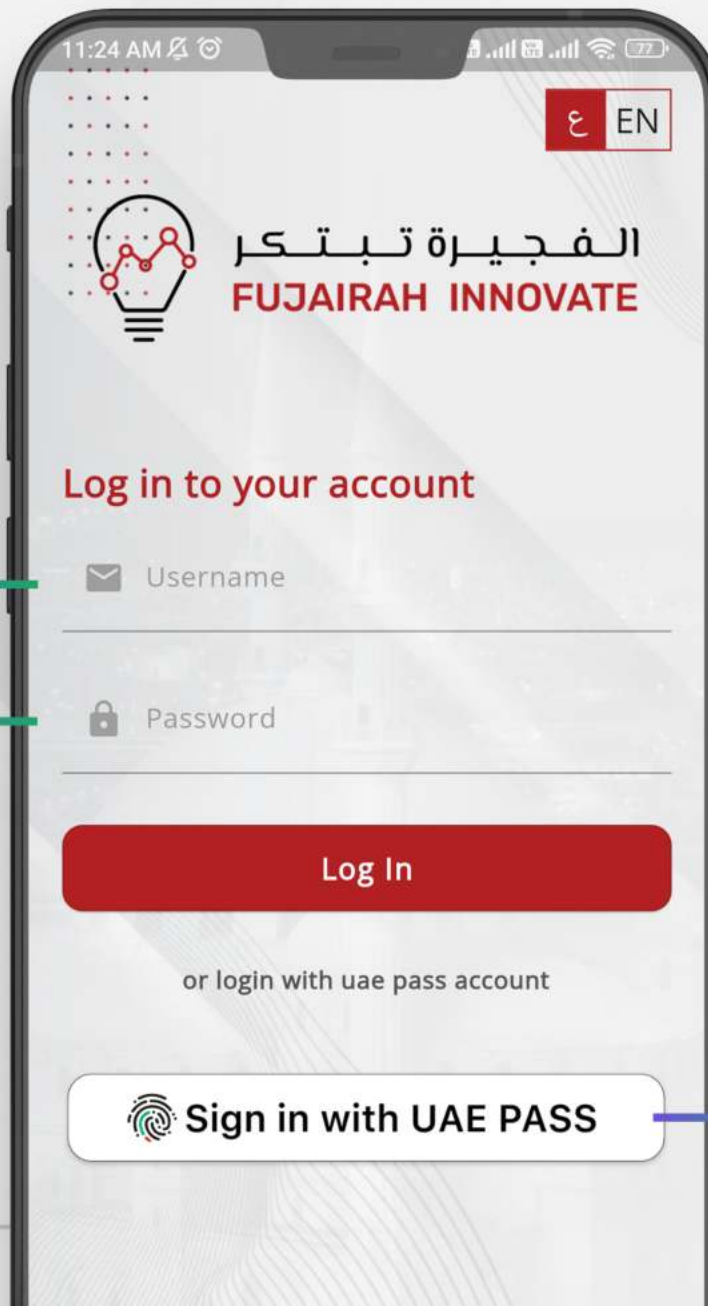 11:24 AM
77
ع EN
الفجيرة تبتكر
FUJAIRAH INNOVATE
Log in to your account
Username
Password
Log In
or login with uae pass account
Sign in with UAE PASS